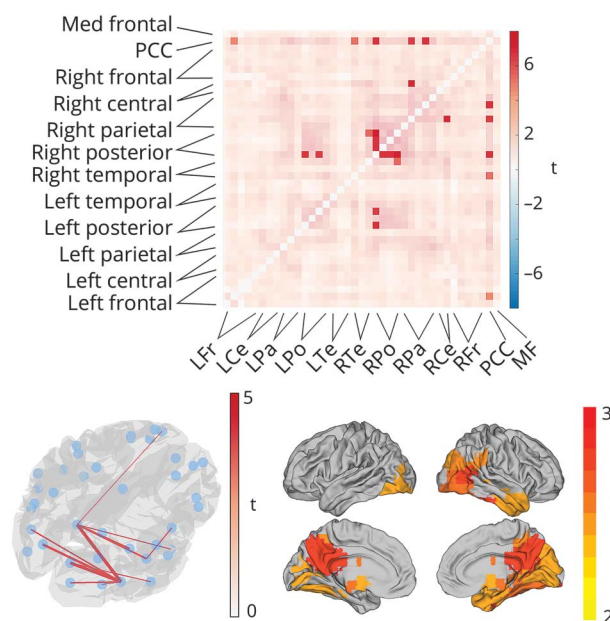 Med frontal
PCC
Right frontal
Right central
Right parietal
Right posterior
Right temporal
Left temporal
Left posterior
Left parietal
Left central
Left frontal
6
2
t
−2
−6
LFr
LCe
LPa
LPo
LTe
RTe
RPo
RPa
RCe
RFr
PCC
MF
5
t
0
3
2